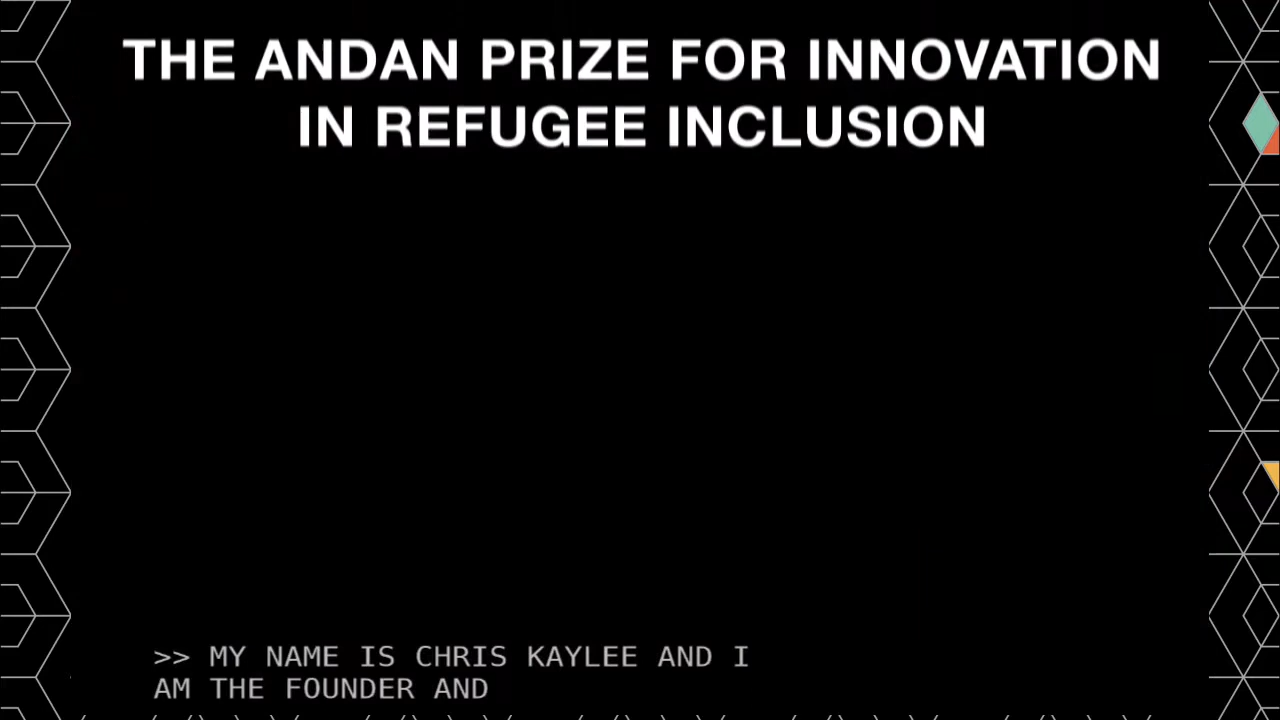 THE ANDAN PRIZE FOR INNOVATION
IN REFUGEE INCLUSION
>> MY NAME IS CHRIS KAYLEE AND I
AM THE FOUNDER AND